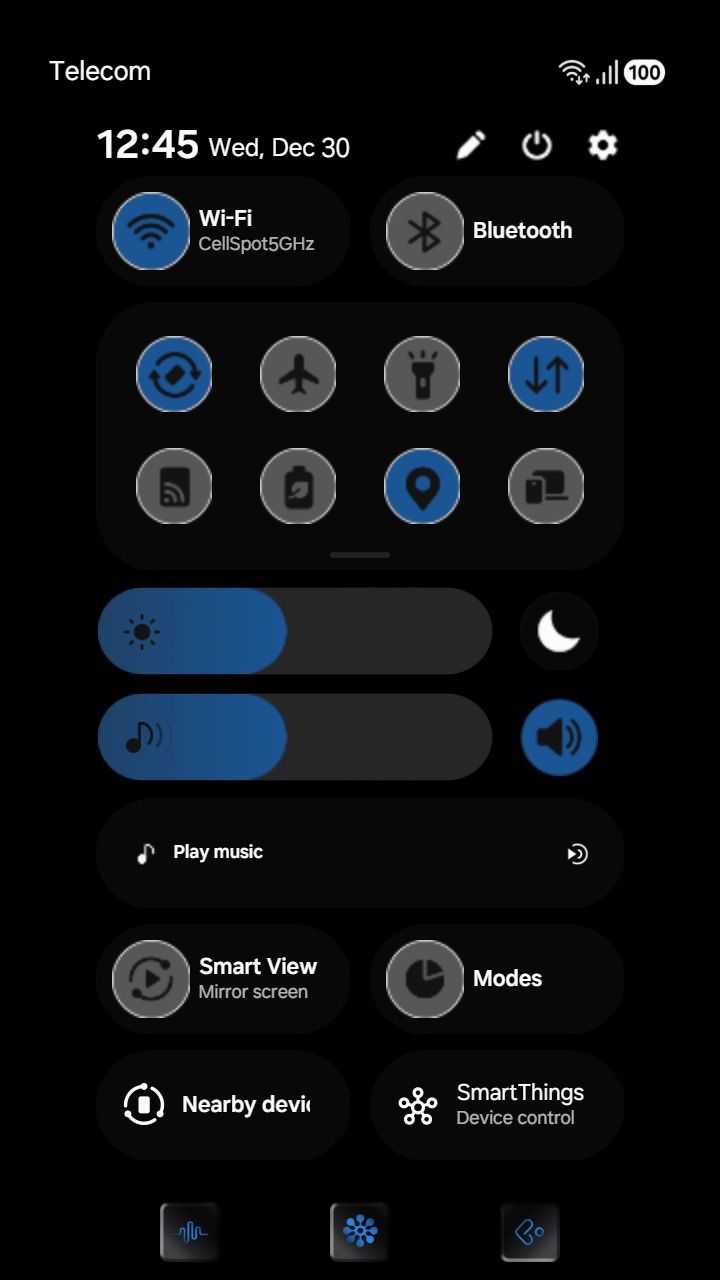 Telecom
100
12:45 Wed, Dec 30
Wi-Fi
CellSpot5GHz
Bluetooth
Play music
Smart View
Mirror screen
Modes
Nearby devi
SmartThings
Device control